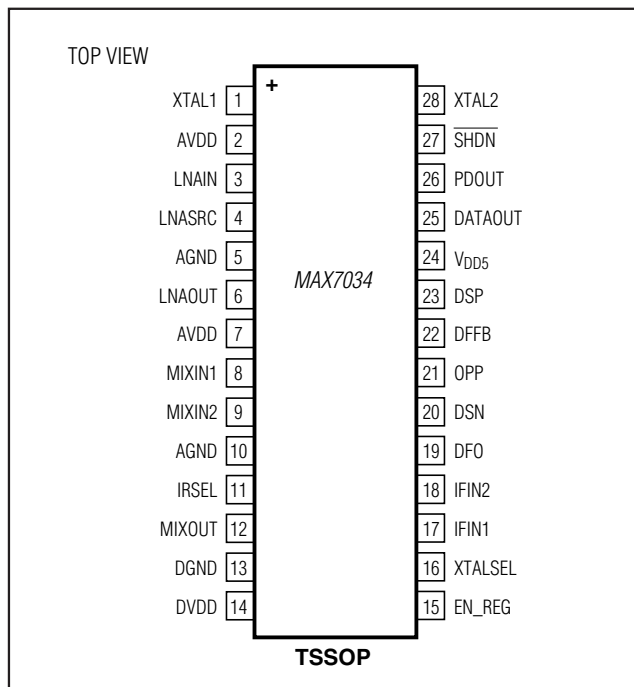 TOP VIEW
+
XTAL1 1
AVDD 2
LNAIN 3
LNASRC 4
AGND 5
LNAOUT 6
AVDD 7
MIXIN1 8
MIXIN2 9
AGND 10
IRSEL 11
MIXOUT 12
DGND 13
DVDD 14
MAX7034
28 XTAL2
27 SHDN
26 PDOUT
25 DATAOUT
24 VDD5
23 DSP
22 DFFB
21 OPP
20 DSN
19 DFO
18 IFIN2
17 IFIN1
16 XTALSEL
15 EN_REG
TSSOP